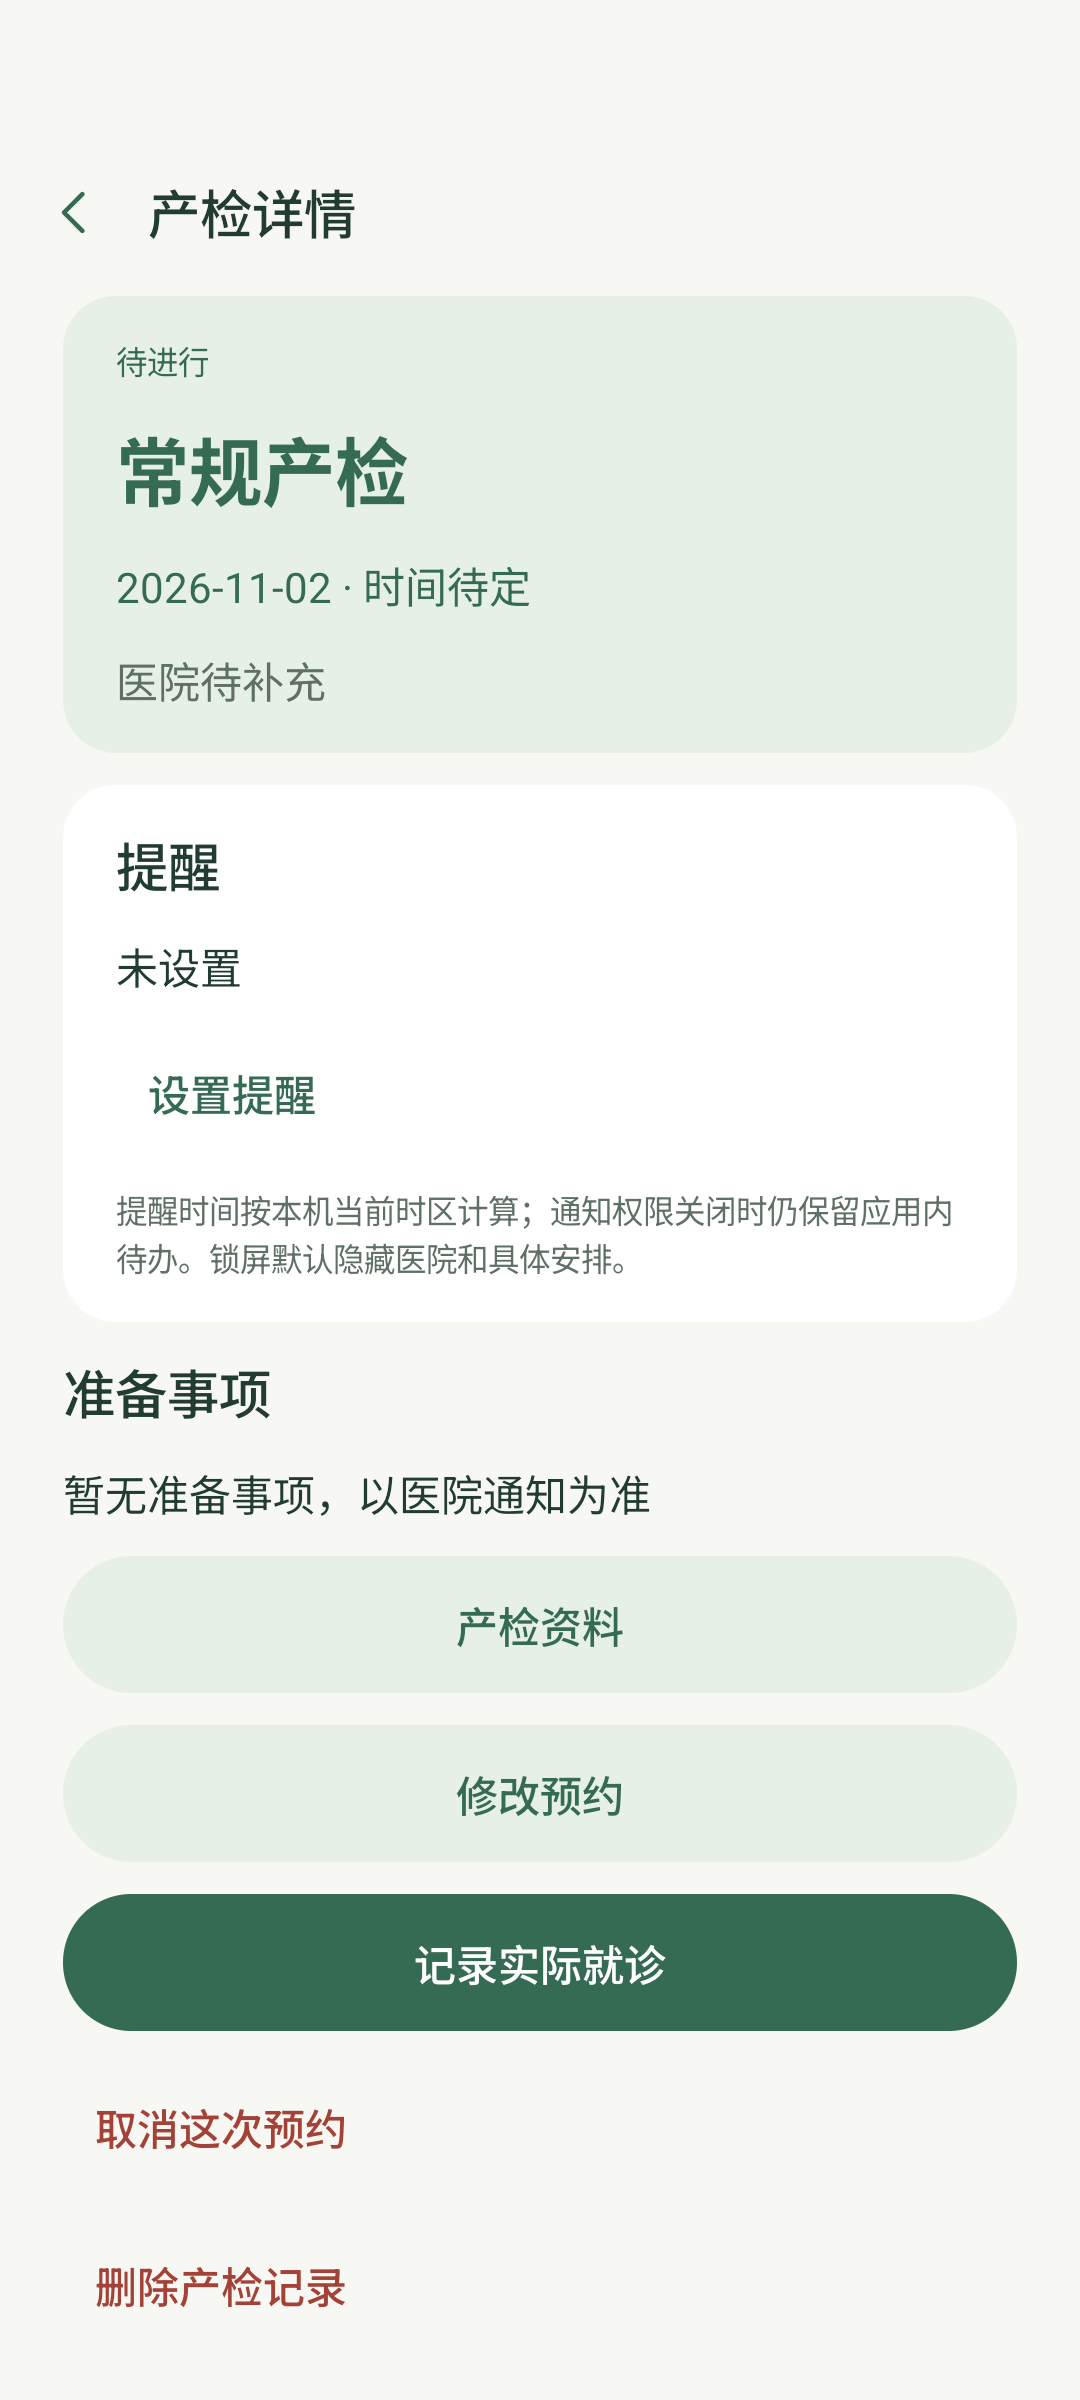 产检详情
待进行
常规产检
2026-11-02 · 时间待定
医院待补充
提醒
未设置
设置提醒
提醒时间按本机当前时区计算；通知权限关闭时仍保留应用内
待办。锁屏默认隐藏医院和具体安排。
准备事项
暂无准备事项，以医院通知为准
产检资料
修改预约
记录实际就诊
取消这次预约
删除产检记录